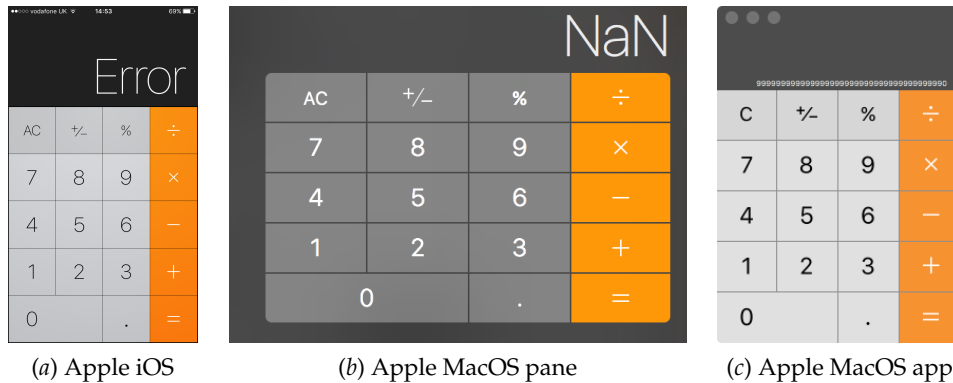 vodafone UK 14:53 69%
Error
AC +/− % ÷
7 8 9 ×
4 5 6 −
1 2 3 +
0 . =
(a) Apple iOS
NaN
AC +/− % ÷
7 8 9 ×
4 5 6 −
1 2 3 +
0 . =
(b) Apple MacOS pane
C +/− % ÷
7 8 9 ×
4 5 6 −
1 2 3 +
0 . =
(c) Apple MacOS app